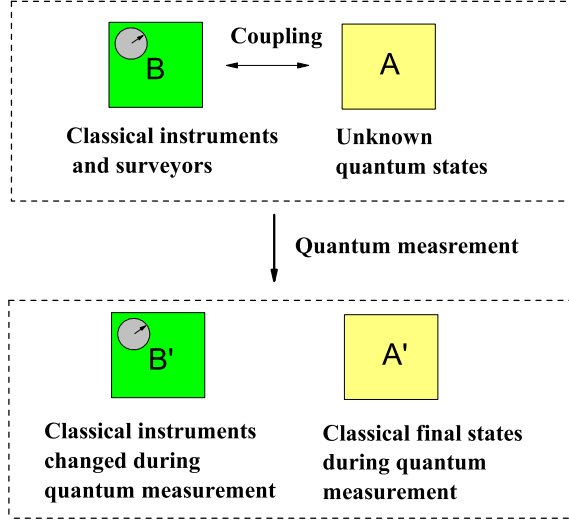 Coupling
B
A
Classical instruments
and surveyors
Unknown
quantum states
Quantum measrement
B'
A'
Classical instruments
changed during
quantum measurement
Classical final states
during quantum
measurement